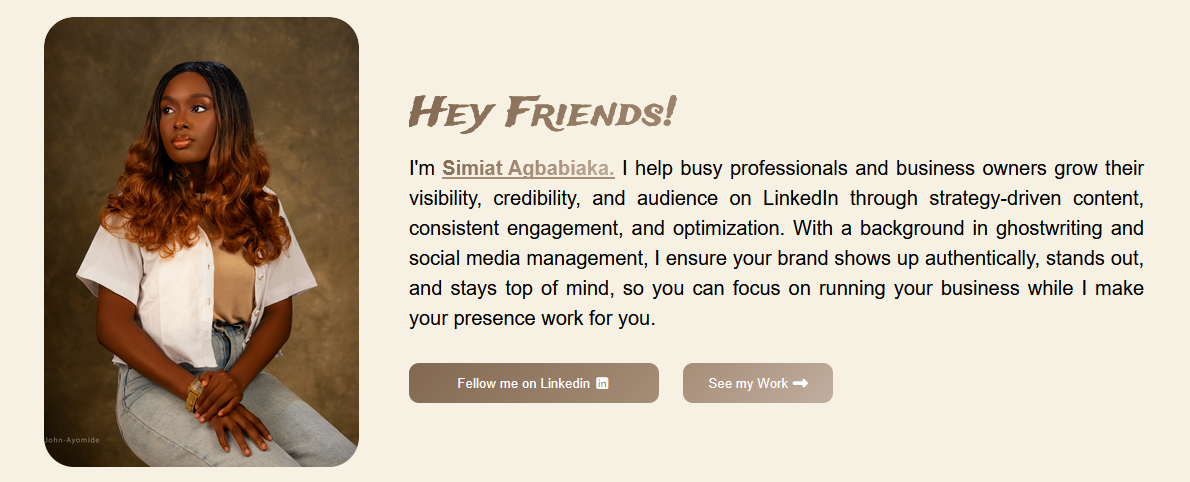 Hey Friends!
I'm Simiat Agbabiaka. I help busy professionals and business owners grow their
visibility, credibility, and audience on LinkedIn through strategy-driven content,
consistent engagement, and optimization. With a background in ghostwriting and
social media management, I ensure your brand shows up authentically, stands out,
and stays top of mind, so you can focus on running your business while I make
your presence work for you.
Fellow me on Linkedin in
See my Work
John-Ayomide